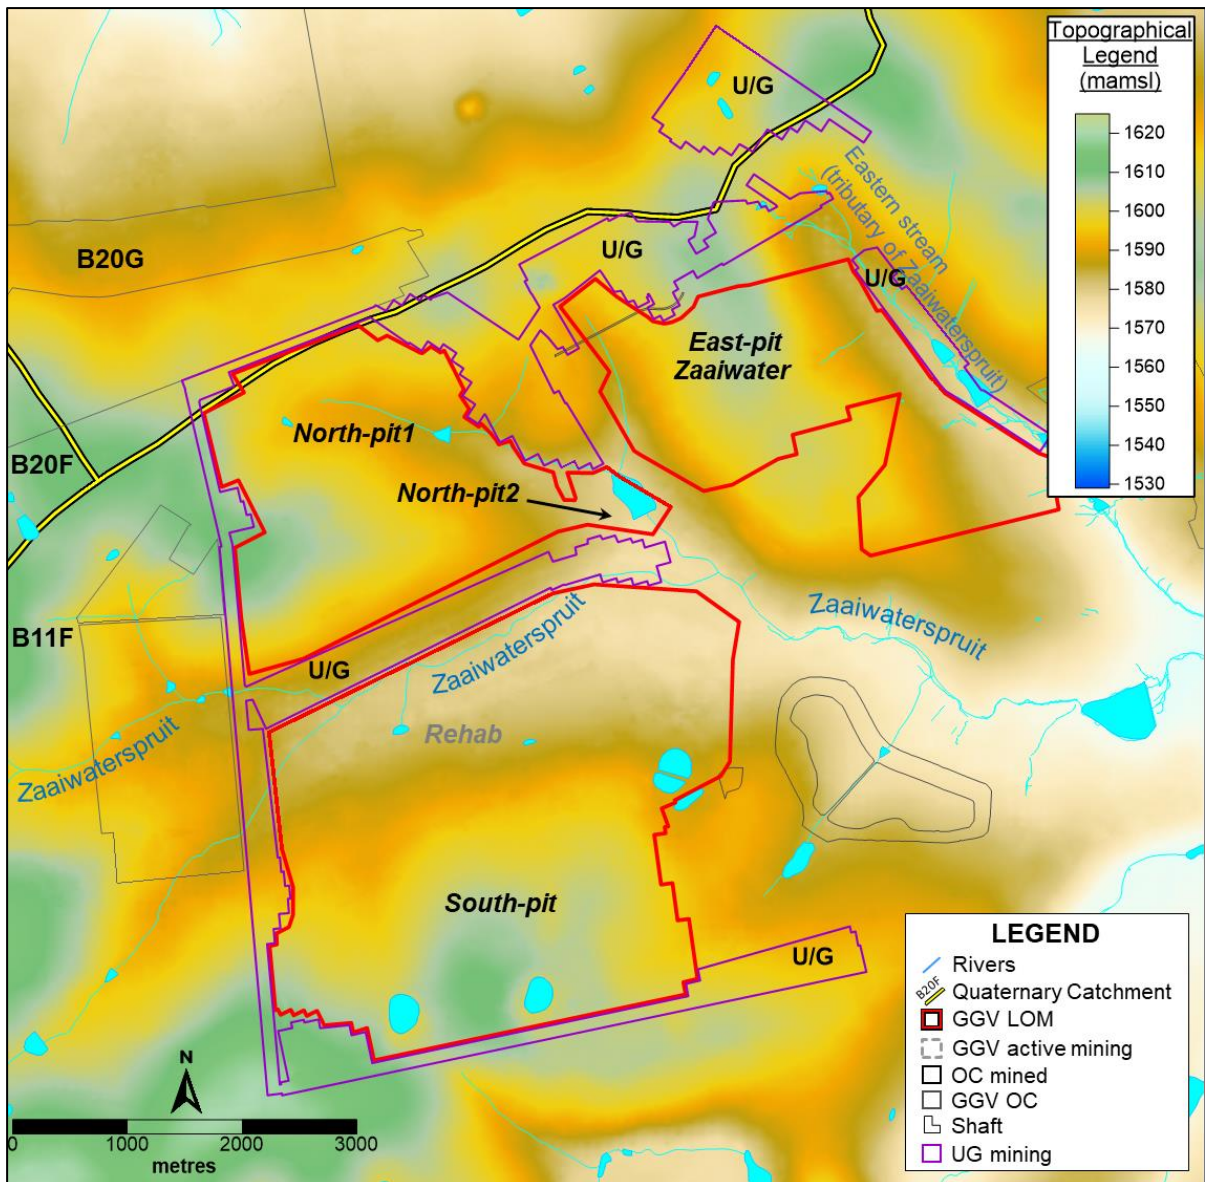 Topographical
Legend
(mamsl)
1620
1610
1600
1590
1580
1570
1560
1550
1540
1530
U/G
Eastern stream
(tributary of Zaaiwaterspruit)
U/G
U/G
B20G
East-pit
Zaaiwater
North-pit1
B20F
North-pit2
Zaaiwaterspruit
B11F
U/G
Zaaiwaterspruit
Rehab
Zaaiwaterspruit
South-pit
U/G
N
0 1000 2000 3000
metres
LEGEND
Rivers
B20F Quaternary Catchment
GGV LOM
GGV active mining
OC mined
GGV OC
Shaft
UG mining